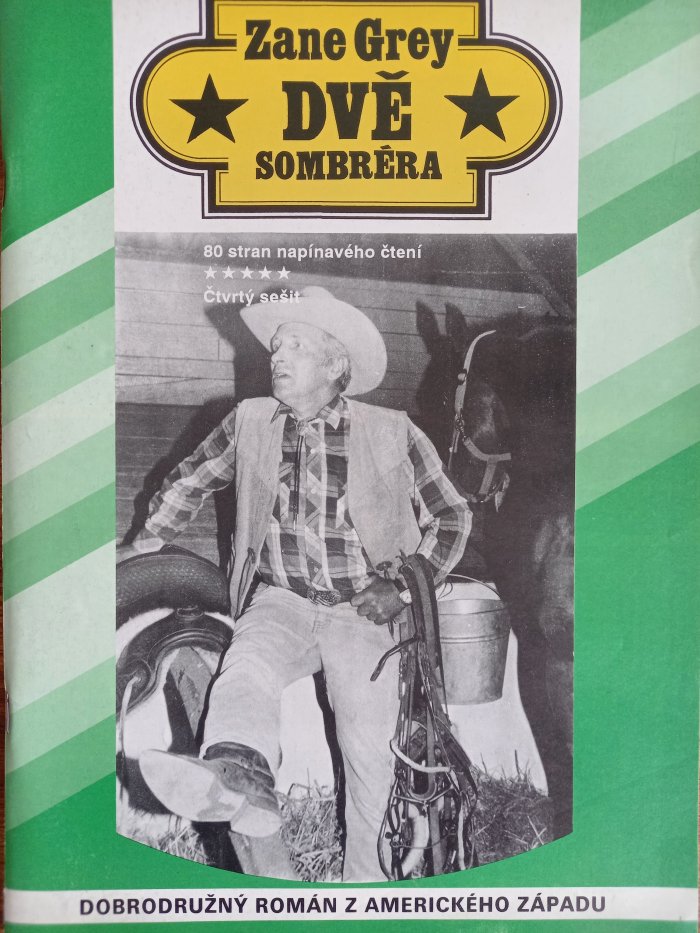 Zane Grey
DVĚ
SOMBRÉRA
80 stran napínavého čtení
Čtvrtý sešit
DOBRODRUŽNÝ ROMÁN Z AMERICKÉHO ZÁPADU